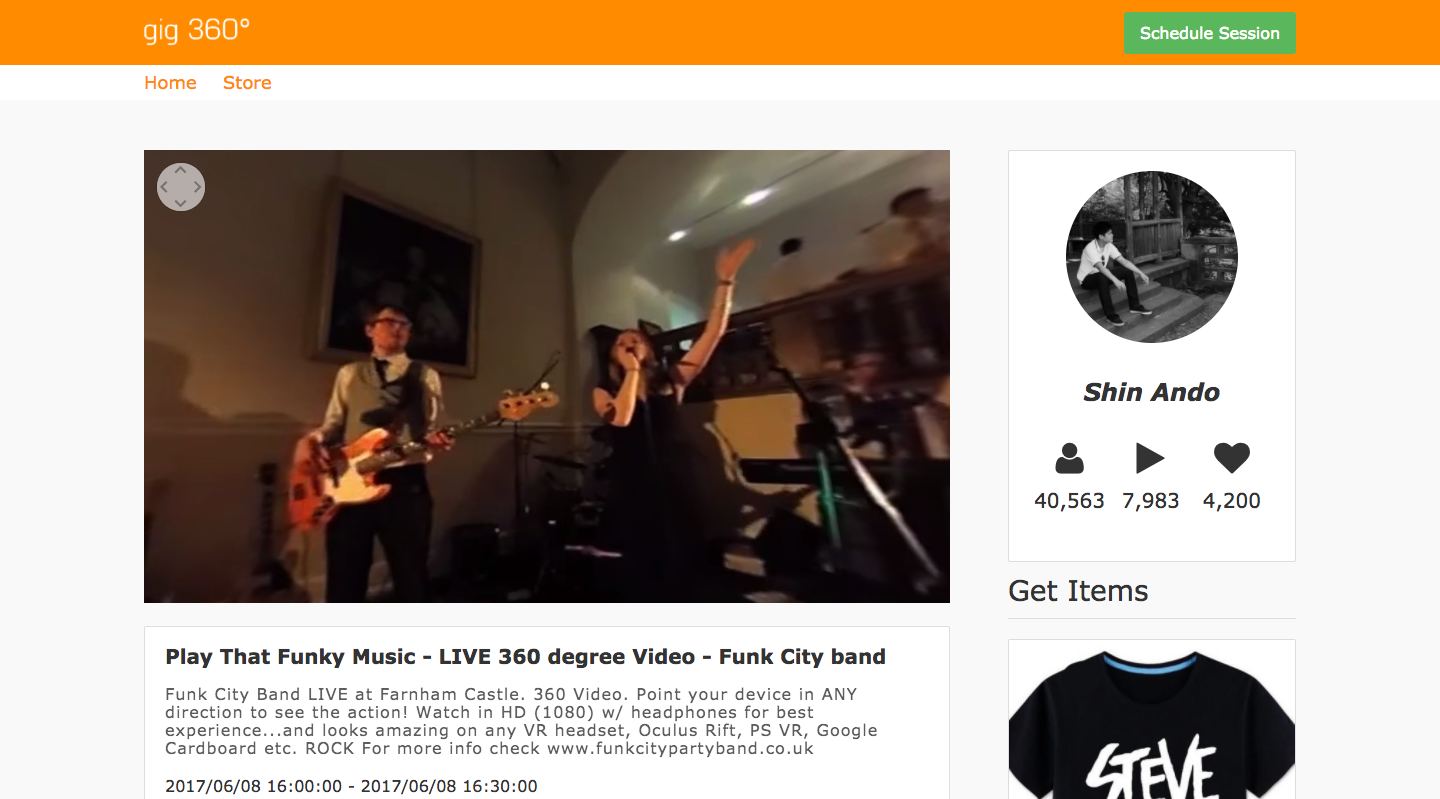 gig 360°
Schedule Session
Home Store
Play That Funky Music - LIVE 360 degree Video - Funk City band
Funk City Band LIVE at Farnham Castle. 360 Video. Point your device in ANY
direction to see the action! Watch in HD (1080) w/ headphones for best
experience...and looks amazing on any VR headset, Oculus Rift, PS VR, Google
Cardboard etc. ROCK For more info check www.funkcitypartyband.co.uk
2017/06/08 16:00:00 - 2017/06/08 16:30:00
Shin Ando
40,563 7,983 4,200
Get Items
STEVE